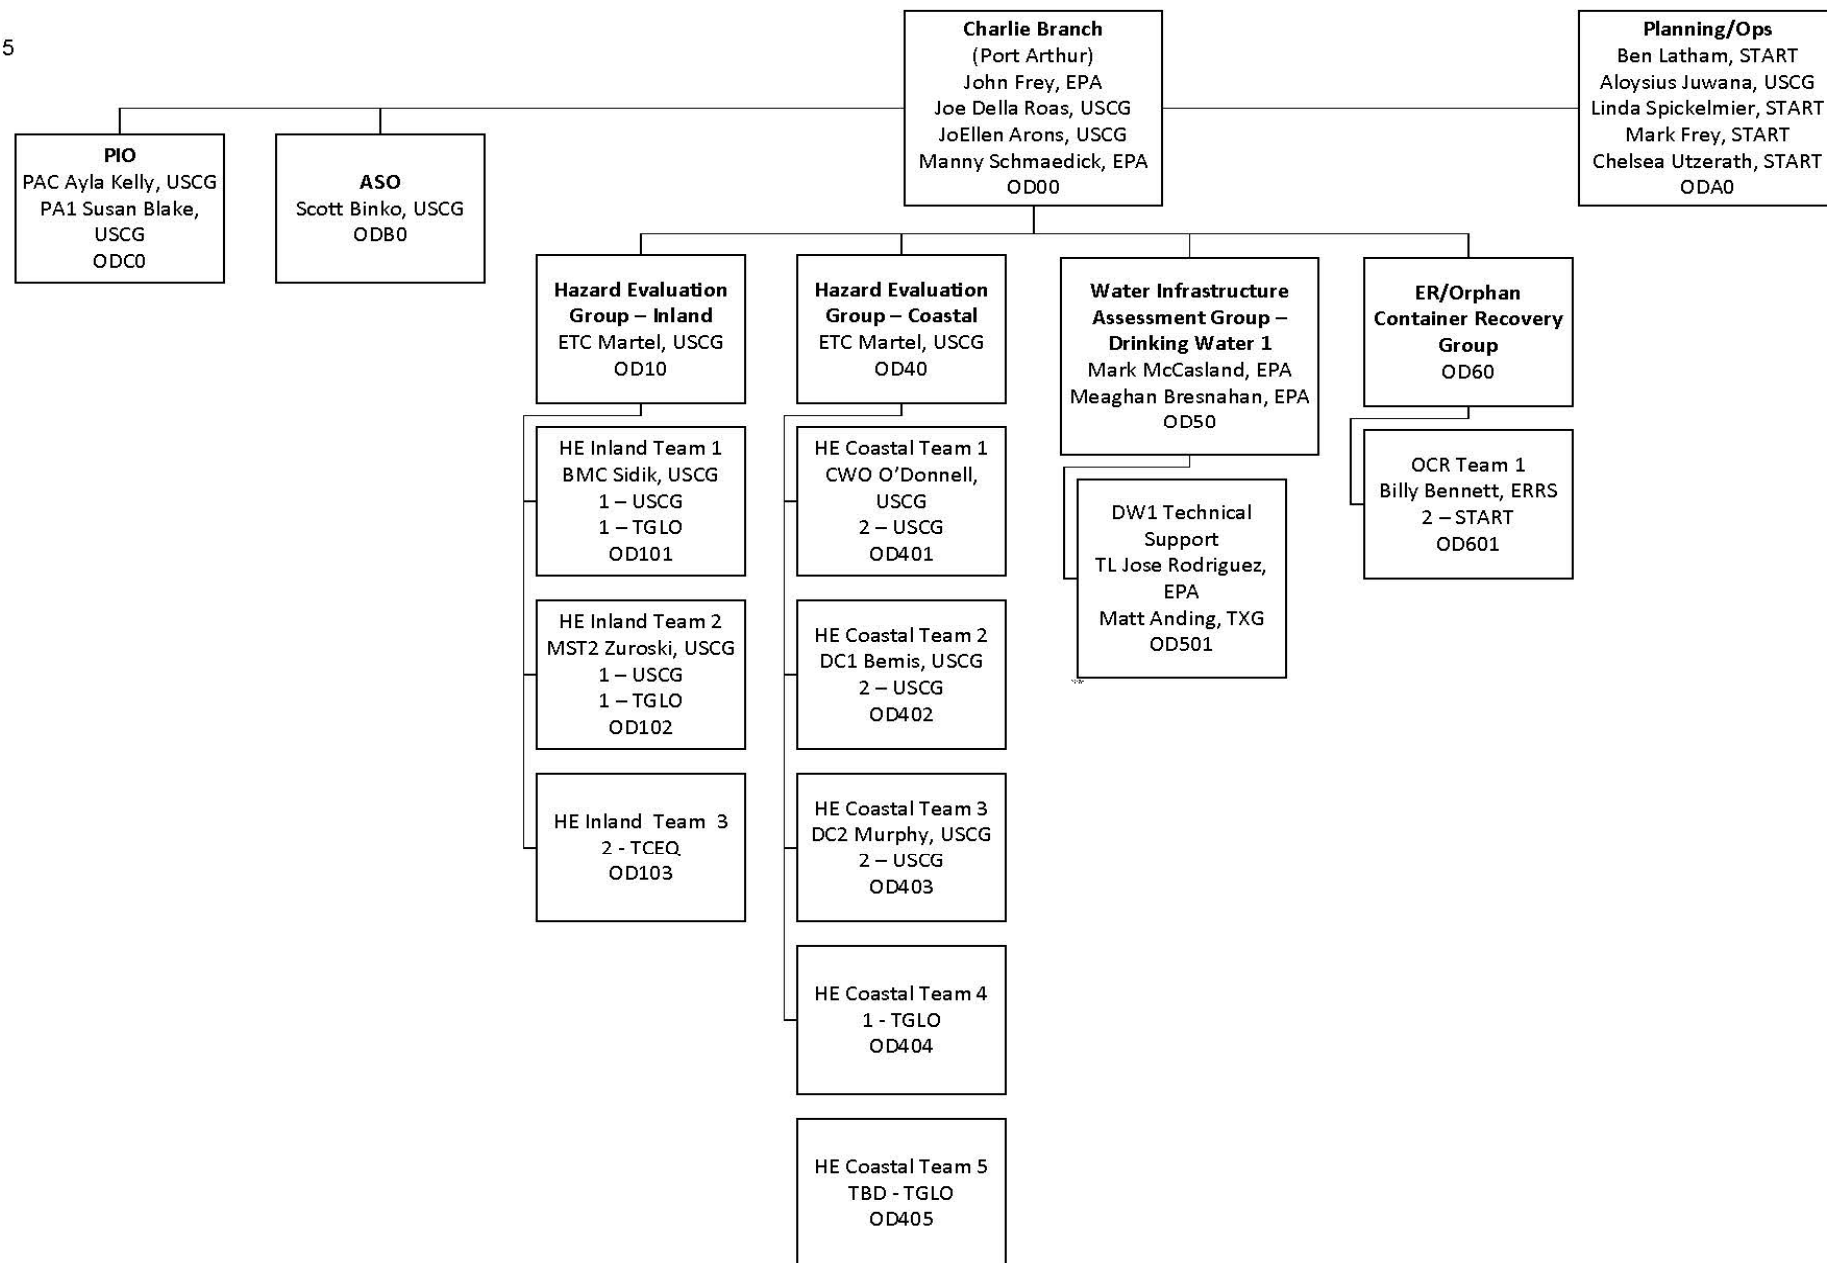 5
Charlie Branch
(Port Arthur)
John Frey, EPA
Joe Della Roas, USCG
JoEllen Arons, USCG
Manny Schmaedick, EPA
OD00
Planning/Ops
Ben Latham, START
Aloysius Juwana, USCG
Linda Spickelmier, START
Mark Frey, START
Chelsea Utzerath, START
ODA0
PIO
PAC Ayla Kelly, USCG
PA1 Susan Blake,
USCG
ODC0
ASO
Scott Binko, USCG
ODB0
Hazard Evaluation
Group – Inland
ETC Martel, USCG
OD10
Hazard Evaluation
Group – Coastal
ETC Martel, USCG
OD40
Water Infrastructure
Assessment Group –
Drinking Water 1
Mark McCasland, EPA
Meaghan Bresnahan, EPA
OD50
ER/Orphan
Container Recovery
Group
OD60
HE Inland Team 1
BMC Sidik, USCG
1 – USCG
1 – TGLO
OD101
HE Coastal Team 1
CWO O’Donnell,
USCG
2 – USCG
OD401
DW1 Technical
Support
TL Jose Rodriguez,
EPA
Matt Anding, TXG
OD501
OCR Team 1
Billy Bennett, ERRS
2 – START
OD601
HE Inland Team 2
MST2 Zuroski, USCG
1 – USCG
1 – TGLO
OD102
HE Coastal Team 2
DC1 Bemis, USCG
2 – USCG
OD402
HE Inland Team 3
2 - TCEQ
OD103
HE Coastal Team 3
DC2 Murphy, USCG
2 – USCG
OD403
HE Coastal Team 4
1 - TGLO
OD404
HE Coastal Team 5
TBD - TGLO
OD405